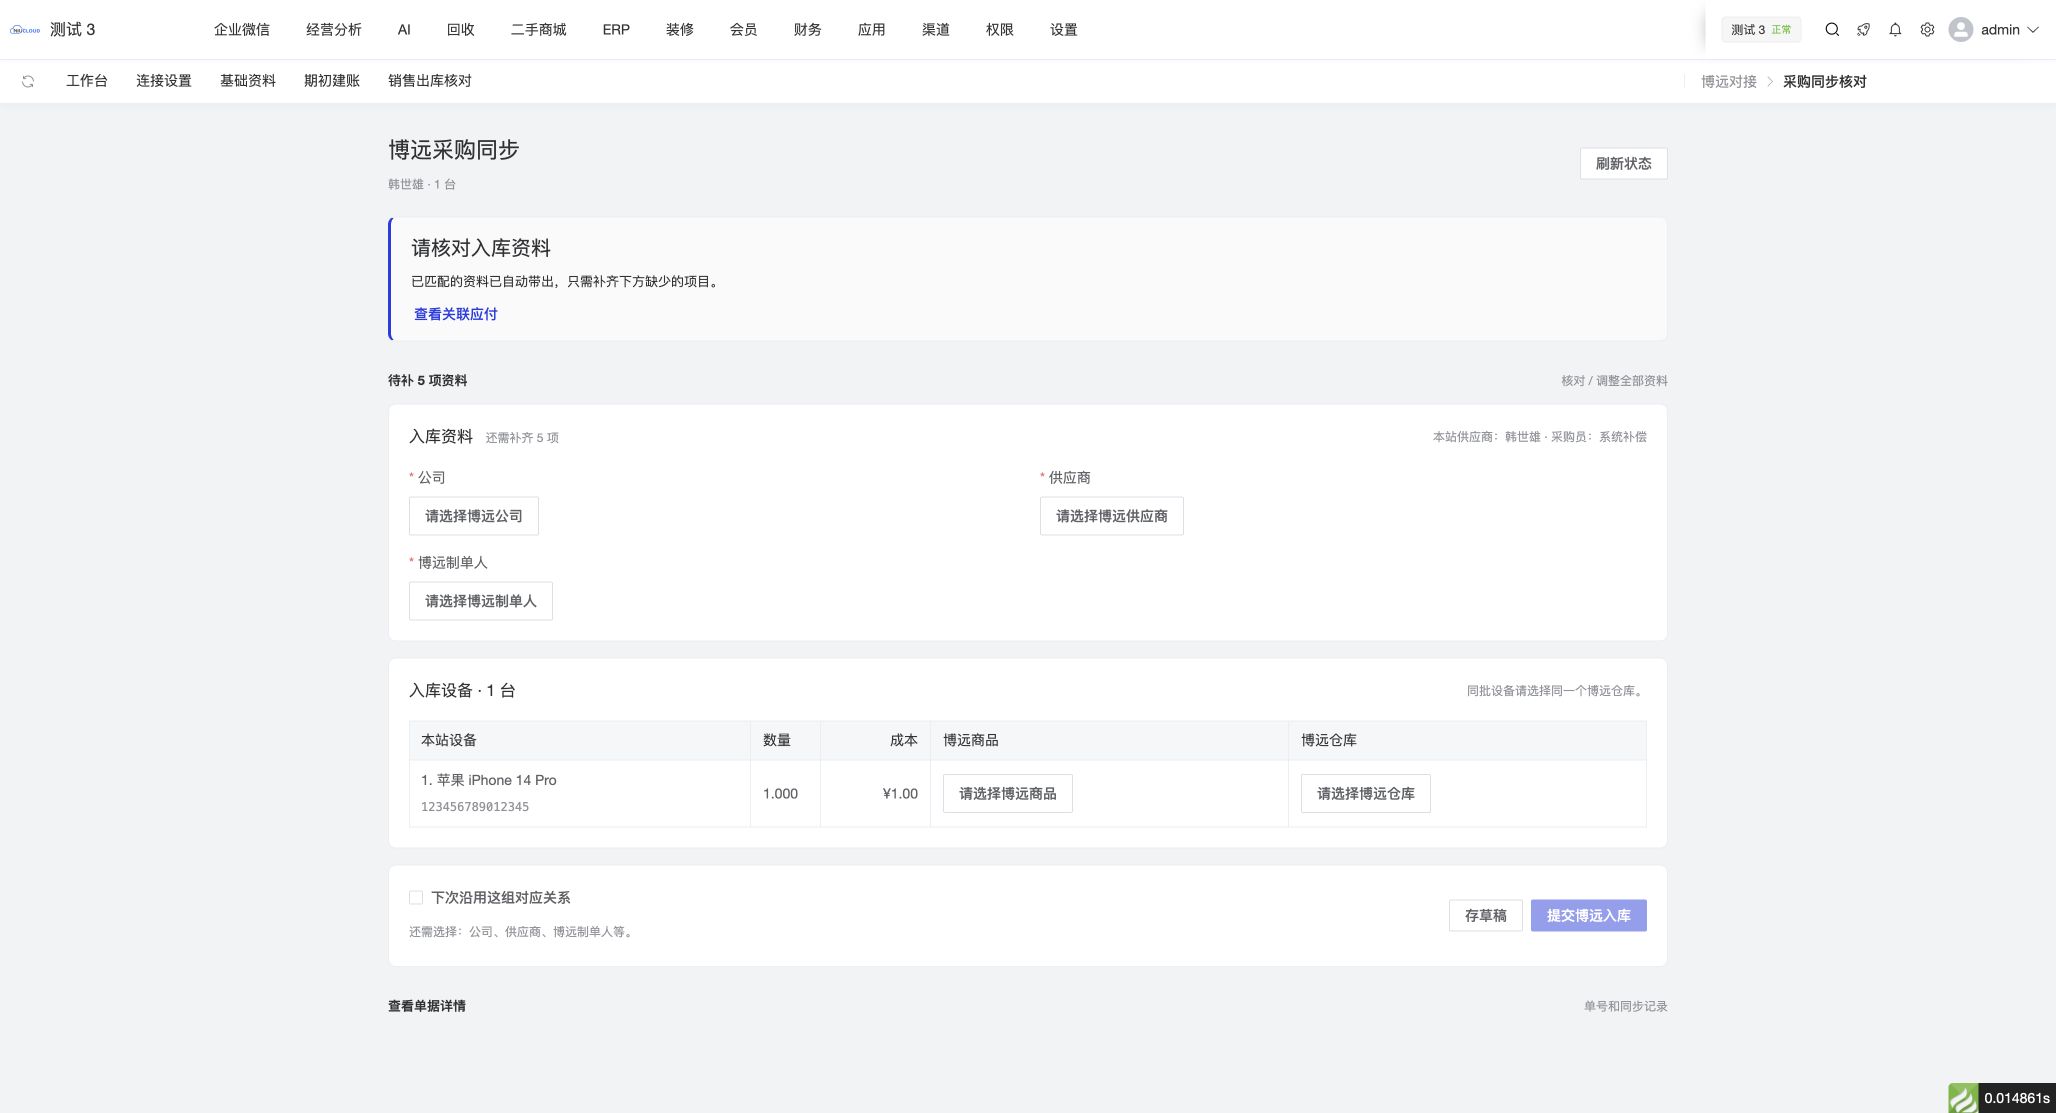 测试 3 企业微信 经营分析 AI 回收 二手商城 ERP 装修 会员 财务 应用 渠道 权限 设置 测试 3 正常 admin
工作台 连接设置 基础资料 期初建账 销售出库核对 博远对接 采购同步核对
博远采购同步
韩世雄 · 1 台
刷新状态
请核对入库资料
已匹配的资料已自动带出，只需补齐下方缺少的项目。
查看关联应付
待补 5 项资料 核对 / 调整全部资料
入库资料 还需补齐 5 项 本站供应商：韩世雄 · 采购员：系统补偿
* 公司 * 供应商
请选择博远公司 请选择博远供应商
* 博远制单人
请选择博远制单人
入库设备 · 1 台 同批设备请选择同一个博远仓库。
本站设备 数量 成本 博远商品 博远仓库
1. 苹果 iPhone 14 Pro
123456789012345
1.000 ¥1.00 请选择博远商品 请选择博远仓库
下次沿用这组对应关系
还需选择：公司、供应商、博远制单人等。
存草稿 提交博远入库
查看单据详情 单号和同步记录
0.014861s